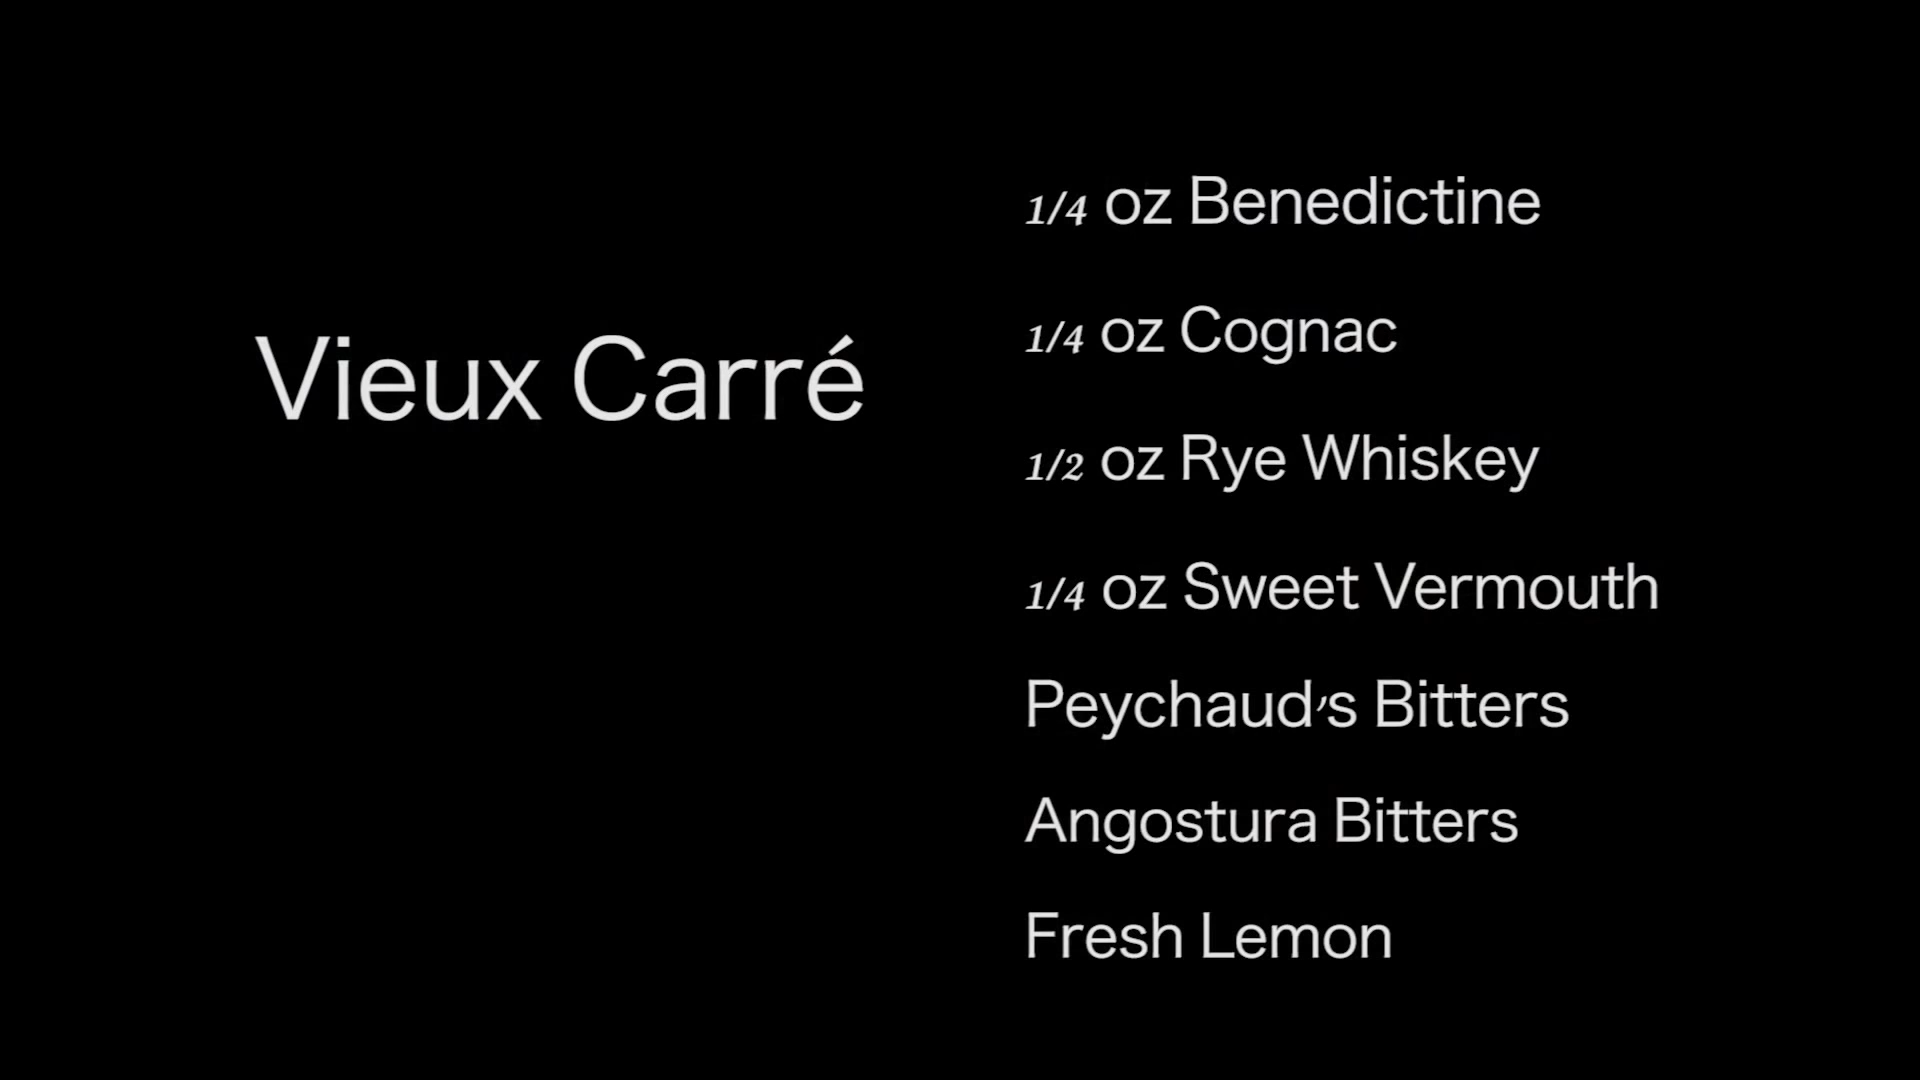 Vieux Carré
1/4 oz Benedictine
1/4 oz Cognac
1/2 oz Rye Whiskey
1/4 oz Sweet Vermouth
Peychaud's Bitters
Angostura Bitters
Fresh Lemon